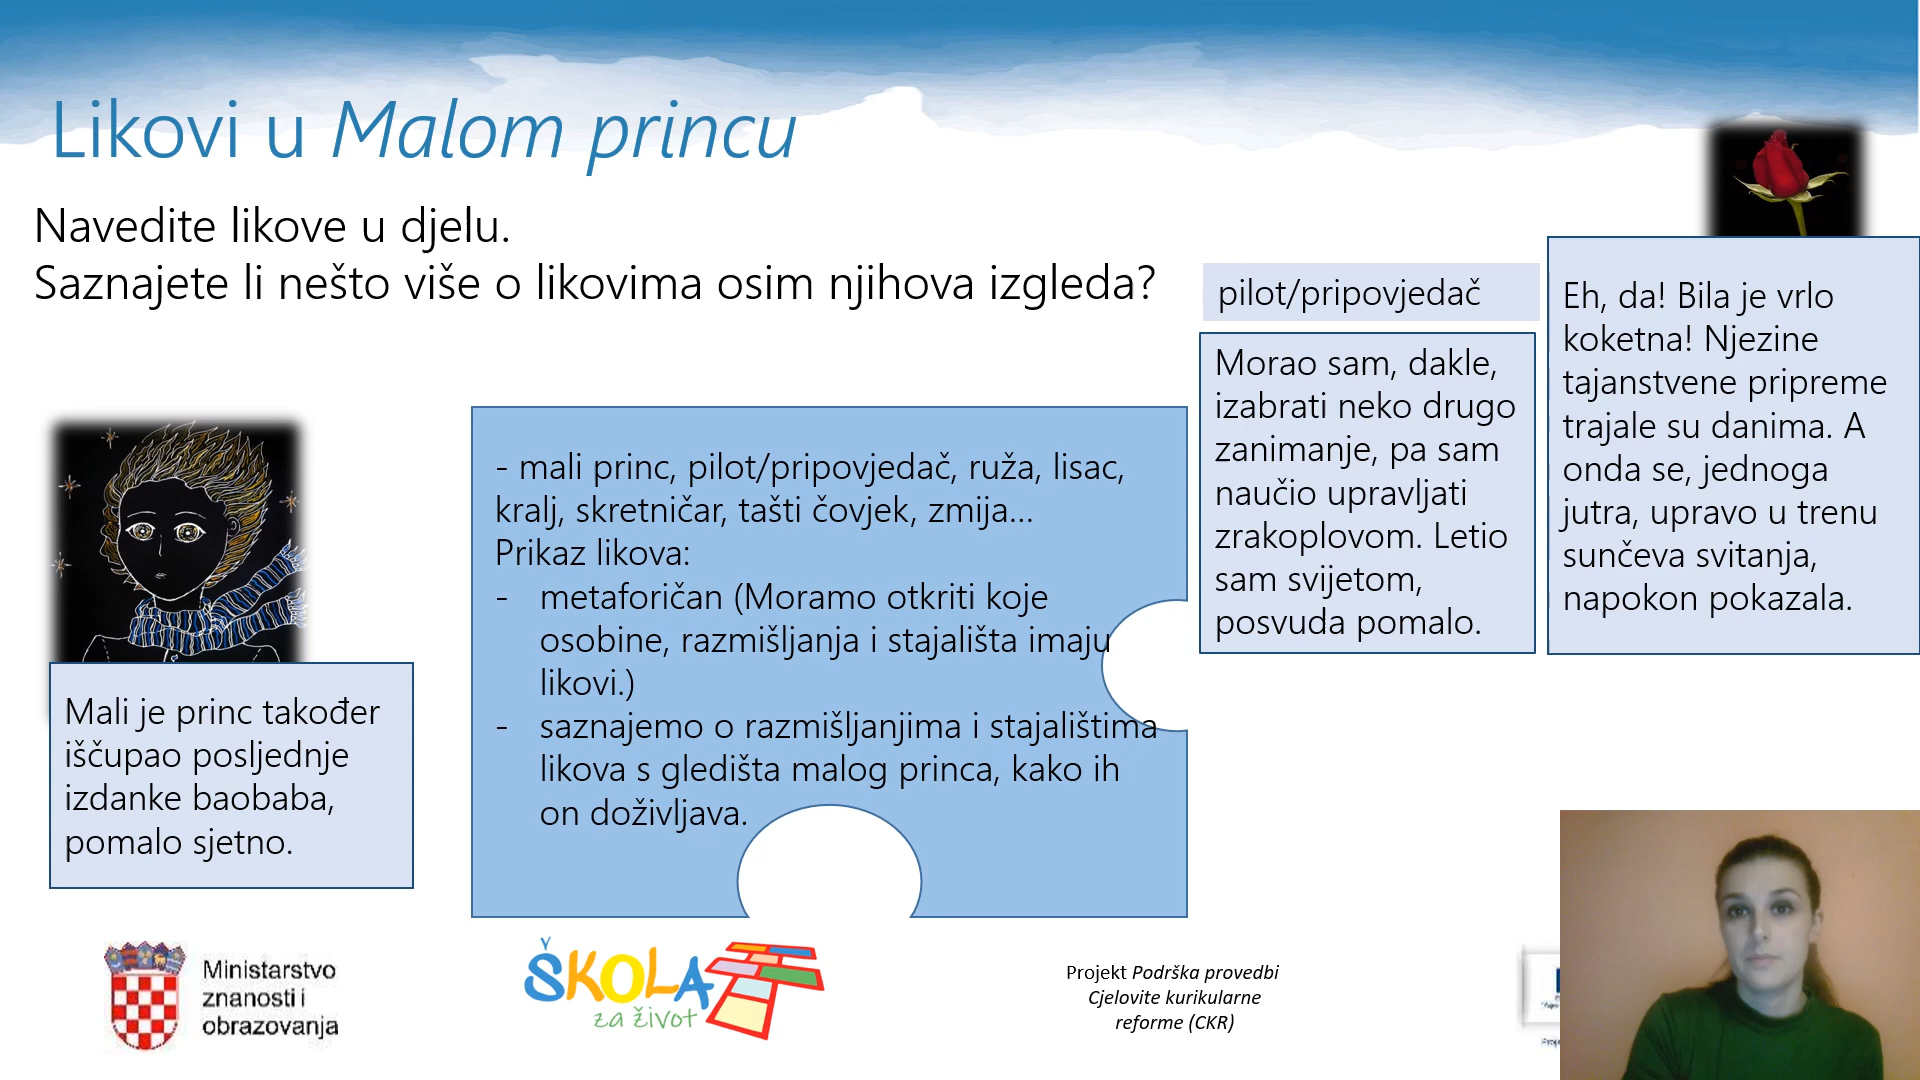 Likovi u Malom princu
Navedite likove u djelu.
Saznajete li nešto više o likovima osim njihova izgleda?
Mali je princ također
iščupao posljednje
izdanke baobaba,
pomalo sjetno.
- mali princ, pilot/pripovjedač, ruža, lisac,
kralj, skretničar, tašti čovjek, zmija...
Prikaz likova:
- metaforičan (Moramo otkriti koje
osobine, razmišljanja i stajališta imaju
likovi.)
- saznajemo o razmišljanjima i stajalištima
likova s gledišta malog princa, kako ih
on doživljava.
pilot/pripovjedač
Morao sam, dakle,
izabrati neko drugo
zanimanje, pa sam
naučio upravljati
zrakoplovom. Letio
sam svijetom,
posvuda pomalo.
Eh, da! Bila je vrlo
koketna! Njezine
tajanstvene pripreme
trajale su danima. A
onda se, jednoga
jutra, upravo u trenu
sunčeva svitanja,
napokon pokazala.
Ministarstvo
znanosti i
obrazovanja
ŠKOLA
za život
Projekt Podrška provedbi
Cjelovite kurikularne
reforme (CKR)